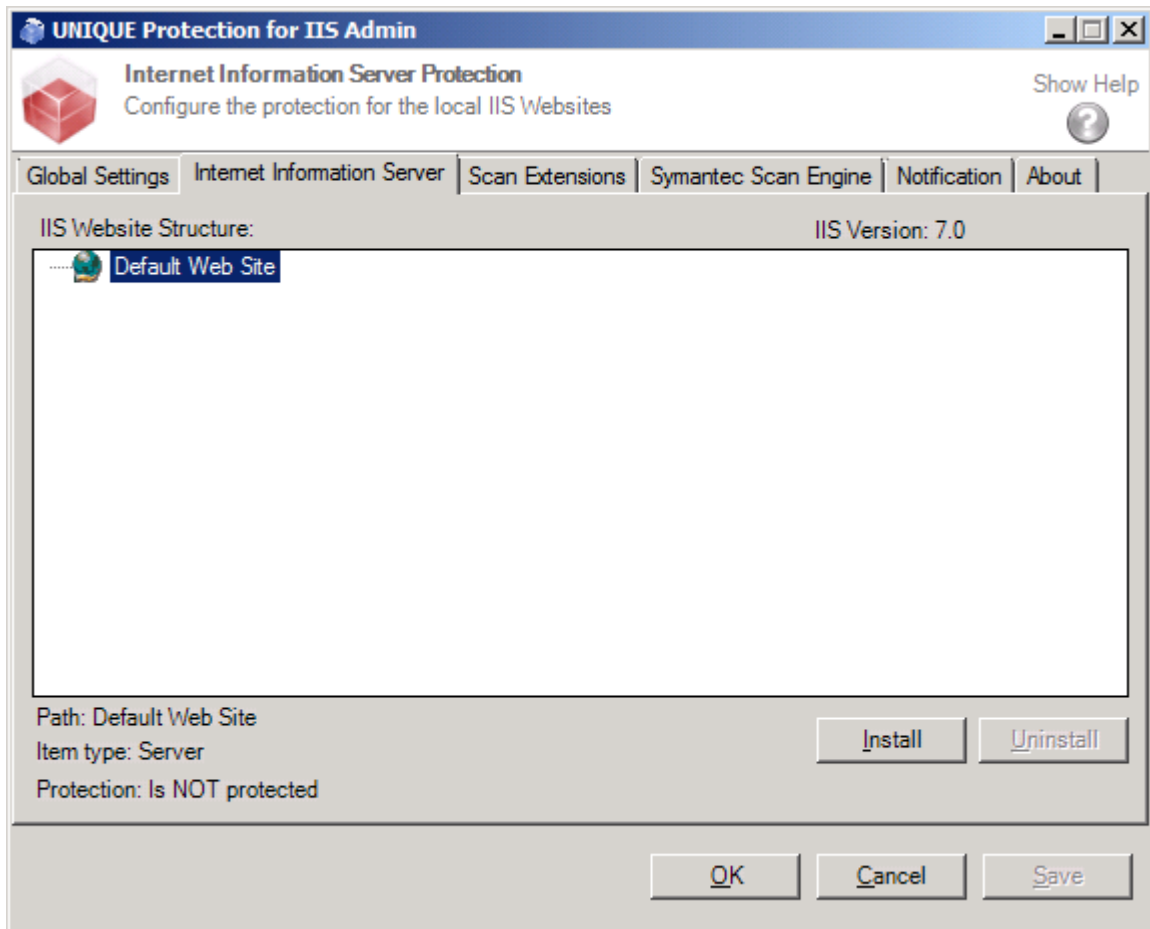 UNIQUE Protection for IIS Admin
Internet Information Server Protection
Configure the protection for the local IIS Websites
Show Help
Global Settings Internet Information Server Scan Extensions Symantec Scan Engine Notification About
IIS Website Structure: IIS Version: 7.0
Default Web Site
Path: Default Web Site
Item type: Server
Protection: Is NOT protected
Install Uninstall
OK Cancel Save